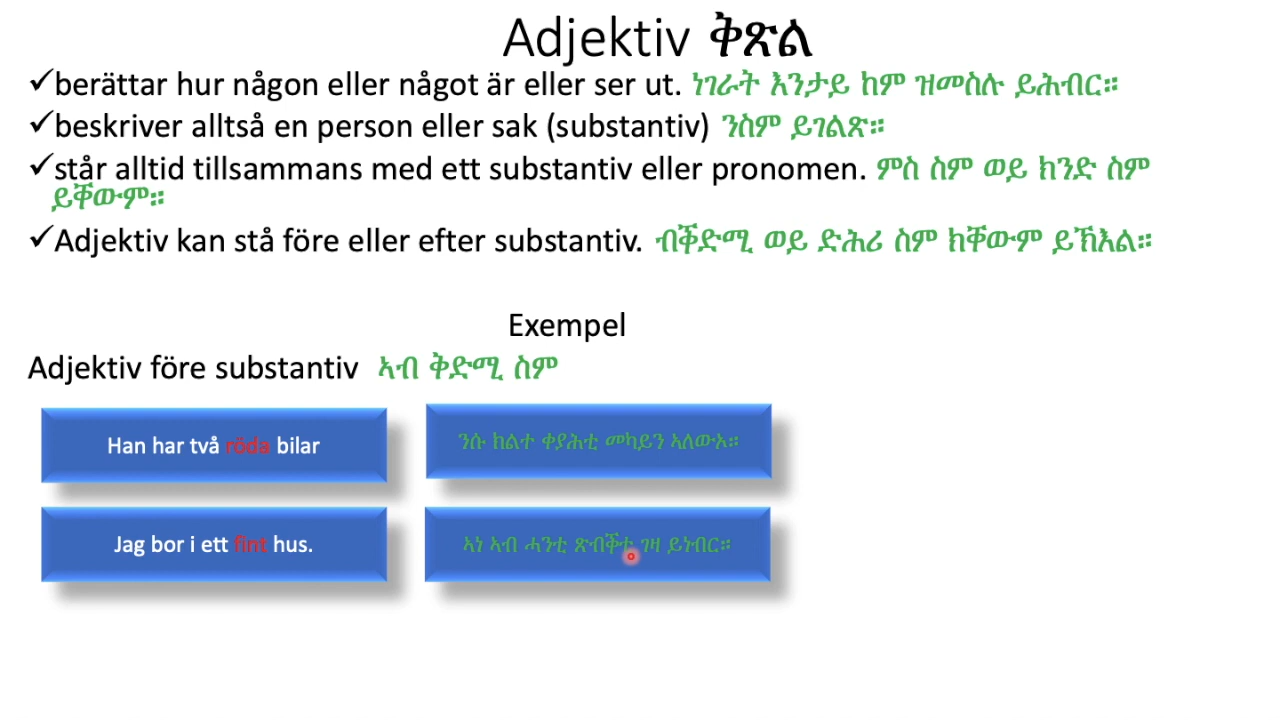 Adjektiv ቅጽል
✓berättar hur någon eller något är eller ser ut. ነገራት እንታይ ከም ዝመስሉ ይሕብር።
✓beskriver alltså en person eller sak (substantiv) ንስም ይገልጽ።
✓står alltid tillsammans med ett substantiv eller pronomen. ምስ ስም ወይ ክንድ ስም
ይቐውም።
✓Adjektiv kan stå före eller efter substantiv. ብቕድሚ ወይ ድሕሪ ስም ክቐውም ይኽእል።
Exempel
Adjektiv före substantiv ኣብ ቅድሚ ስም
Han har två röda bilar
ንሱ ክልተ ቀያሕቲ መካይን ኣለውኦ።
Jag bor i ett fint hus.
ኣነ ኣብ ሓንቲ ጽብቕቲ ገዛ ይነብር።